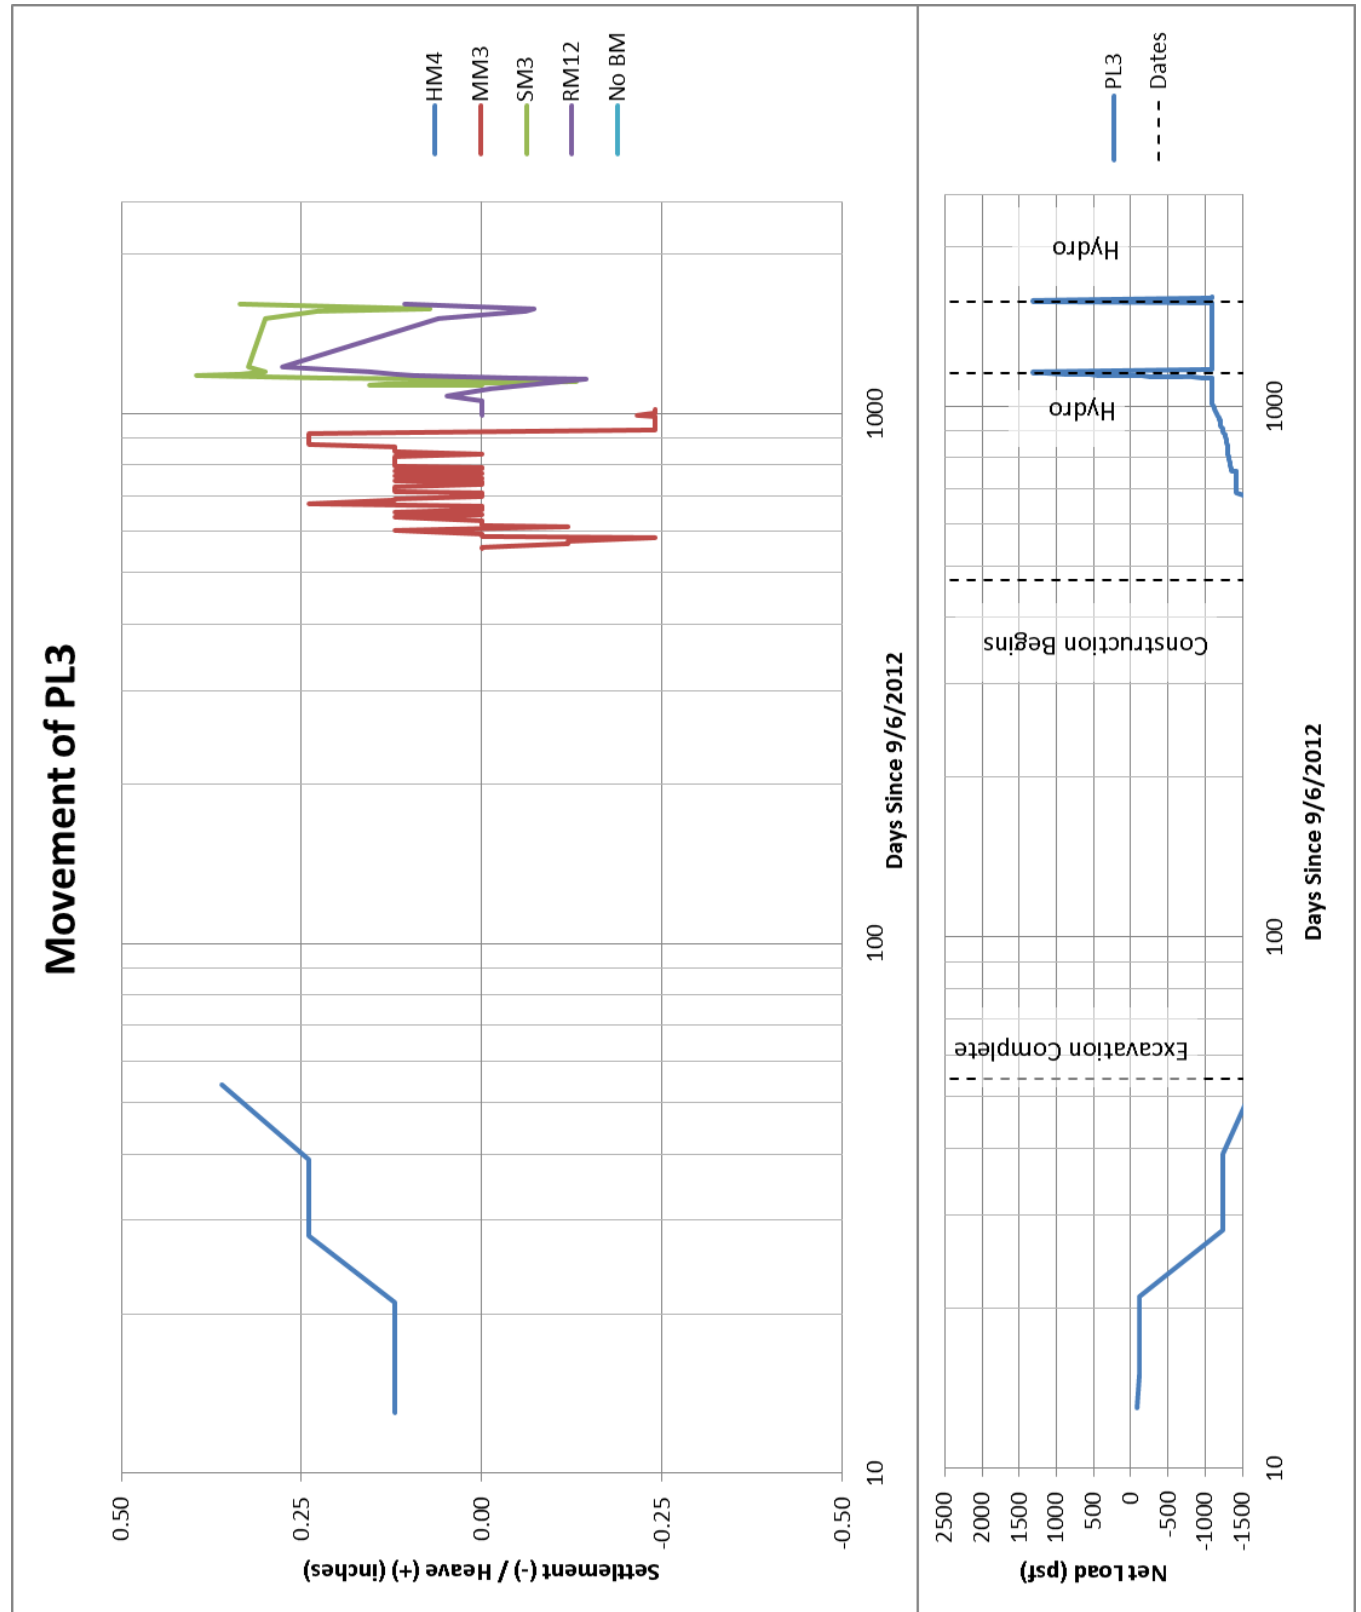 Movement of PL3
Settlement (-) / Heave (+) (inches)
0.50
0.25
0.00
-0.25
-0.50
10
100
1000
Days Since 9/6/2012
HM4
MM3
SM3
RM12
No BM
Net Load (psf)
2500
2000
1500
1000
500
0
-500
-1000
-1500
Excavation Complete
Construction Begins
Hydro
Hydro
10
100
1000
Days Since 9/6/2012
PL3
Dates